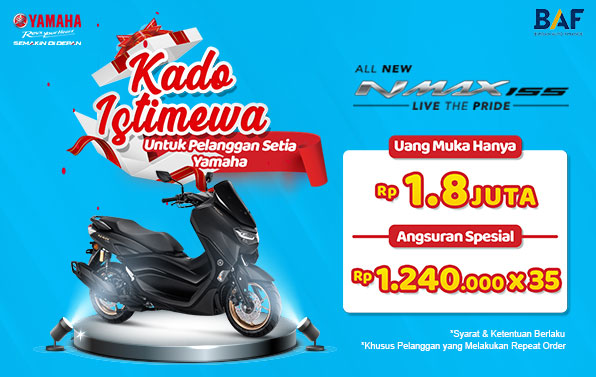 YAMAHA
Revs Your Heart
SEMAKIN DI DEPAN
BAF
Kado
Istimewa
Untuk Pelanggan Setia
Yamaha
ALL NEW
NMAX 155
LIVE THE PRIDE
Uang Muka Hanya
Rp 1.8 JUTA
Angsuran Spesial
Rp 1.240.000 X 35
*Syarat & Ketentuan Berlaku
*Khusus Pelanggan yang Melakukan Repeat Order